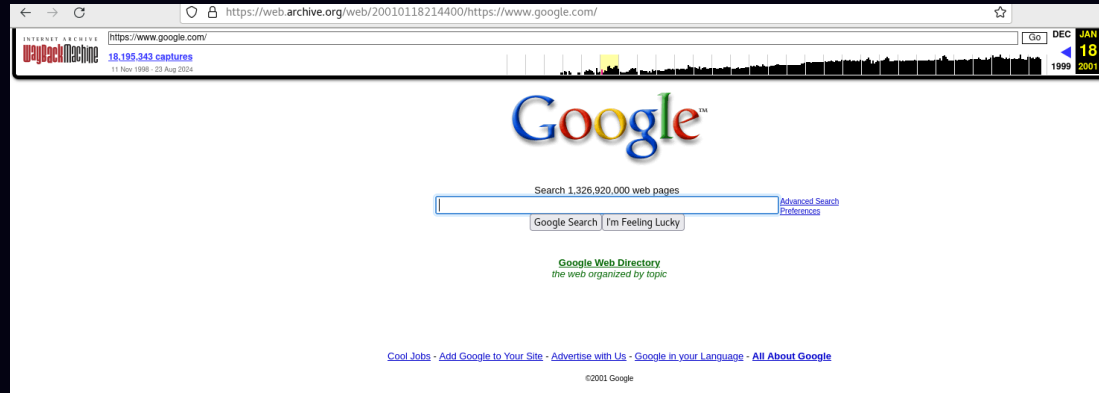 https://web.archive.org/web/20010118214400/https://www.google.com/
INTERNET ARCHIVE
WayBackMachine
https://www.google.com/
Go
DEC
JAN
18,195,343 captures
18
11 Nov 1998 - 23 Aug 2024
1999
2001
Google™
Search 1,326,920,000 web pages
Advanced Search
Preferences
Google Search
I'm Feeling Lucky
Google Web Directory
the web organized by topic
Cool Jobs - Add Google to Your Site - Advertise with Us - Google in your Language - All About Google
©2001 Google